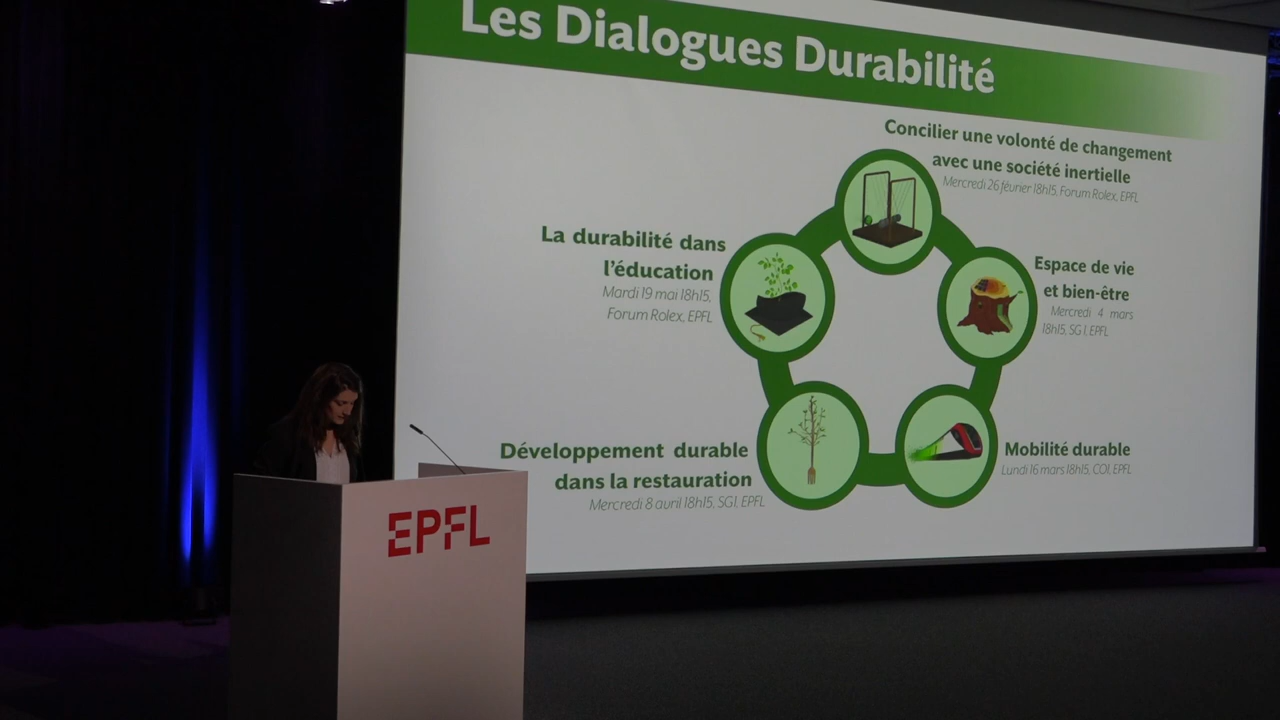 Les Dialogues Durabilité
Concilier une volonté de changement
avec une société inertielle
Mercredi 26 février 18h15, Forum Rolex, EPFL
Espace de vie
et bien-être
Mercredi 4 mars
18h15, SG1, EPFL
Mobilité durable
Lundi 16 mars 18h15, CO1, EPFL
Développement durable
dans la restauration
Mercredi 8 avril 18h15, SG1, EPFL
La durabilité dans
l'éducation
Mardi 19 mai 18h15,
Forum Rolex, EPFL
EPFL